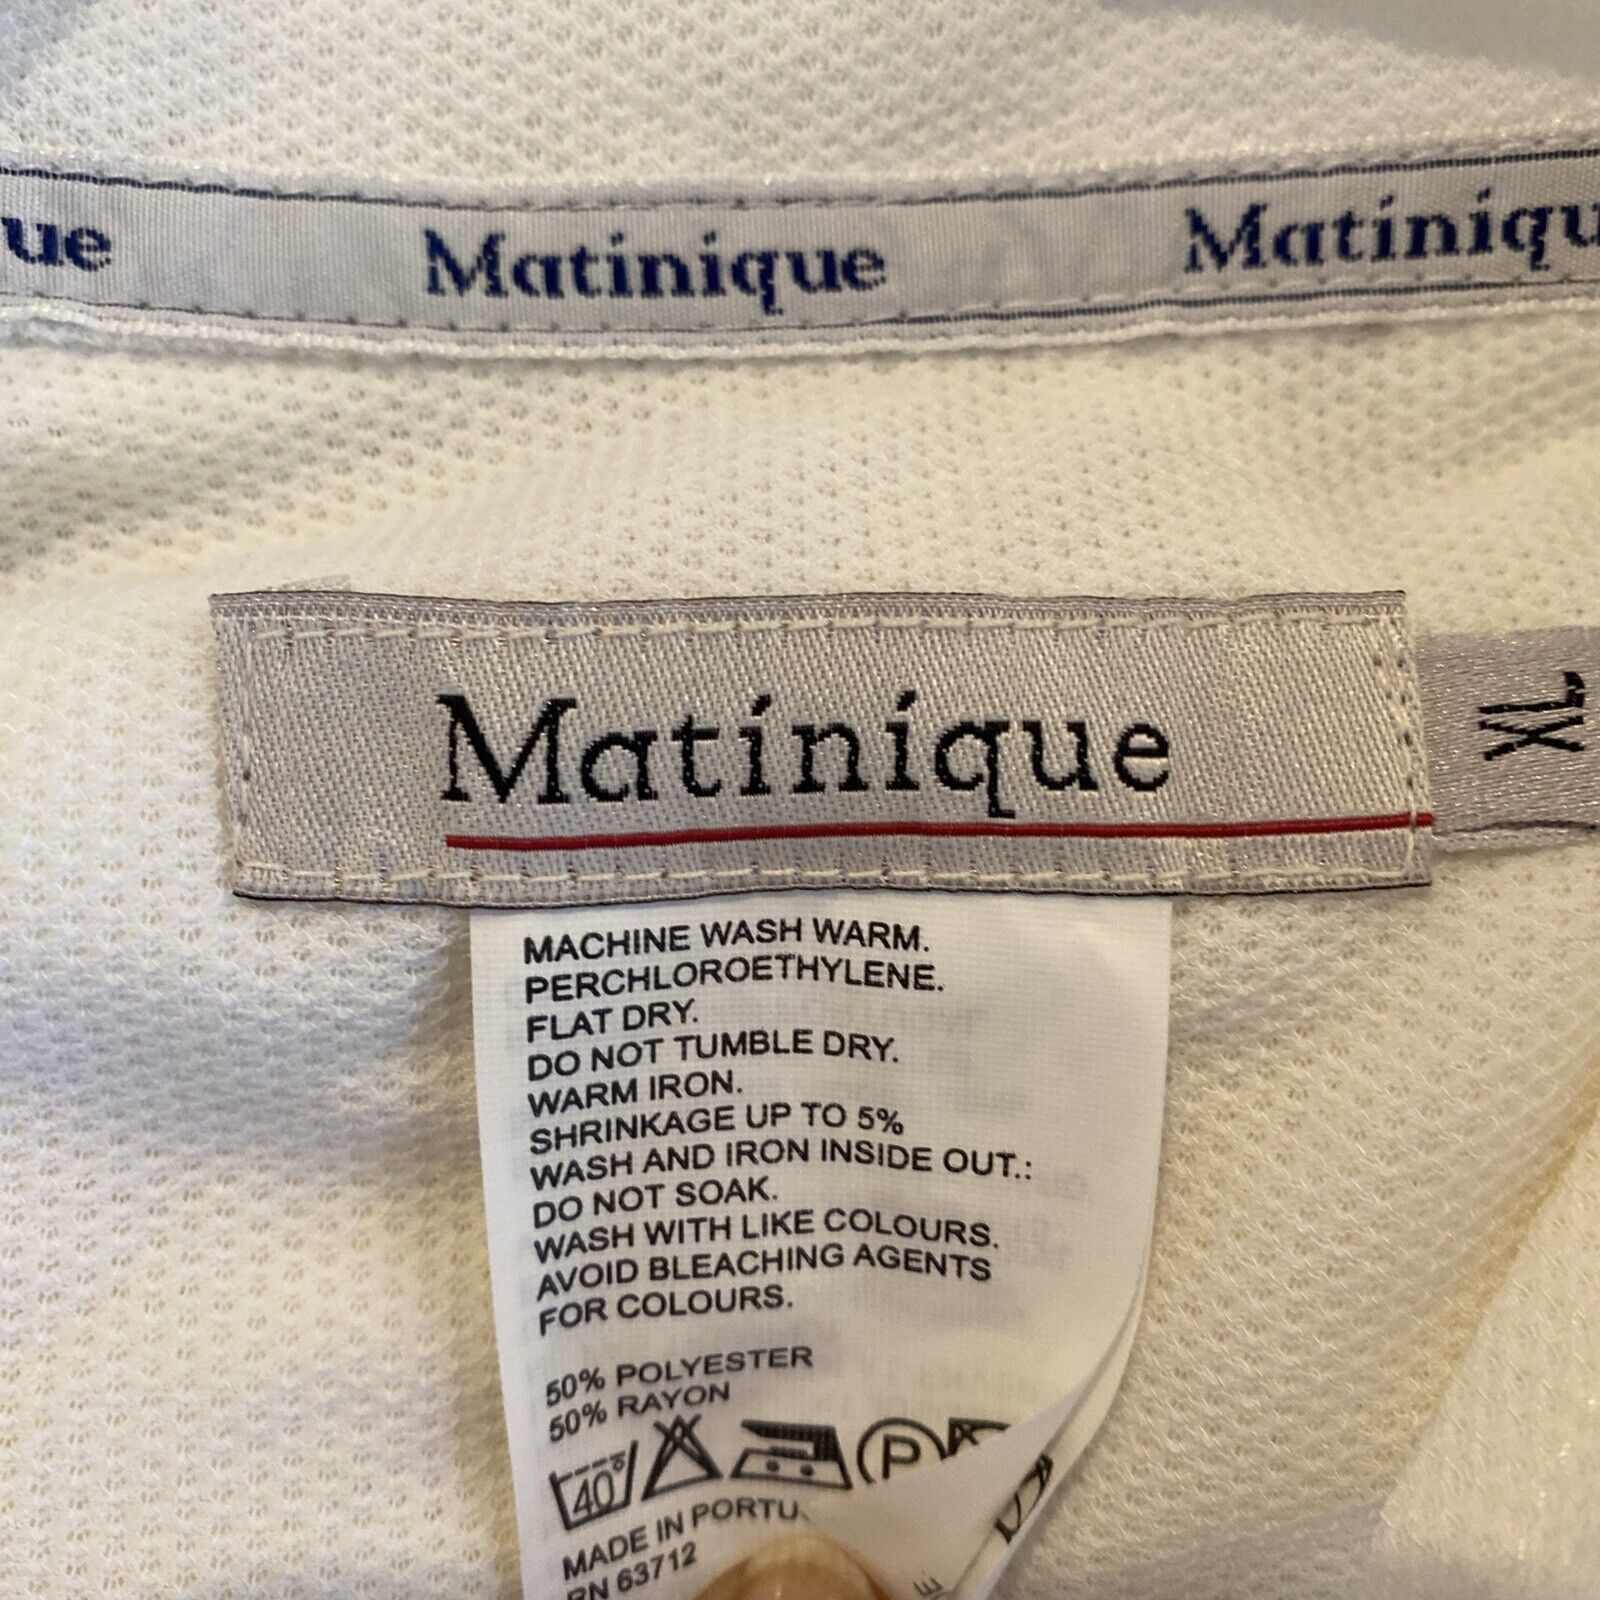 ue Matinique Matiniqu
Matinique
XL
MACHINE WASH WARM.
PERCHLOROETHYLENE.
FLAT DRY.
DO NOT TUMBLE DRY.
WARM IRON.
SHRINKAGE UP TO 5%
WASH AND IRON INSIDE OUT.:
DO NOT SOAK.
WASH WITH LIKE COLOURS.
AVOID BLEACHING AGENTS
FOR COLOURS.
50% POLYESTER
50% RAYON
40° P
MADE IN PORTU
RN 63712